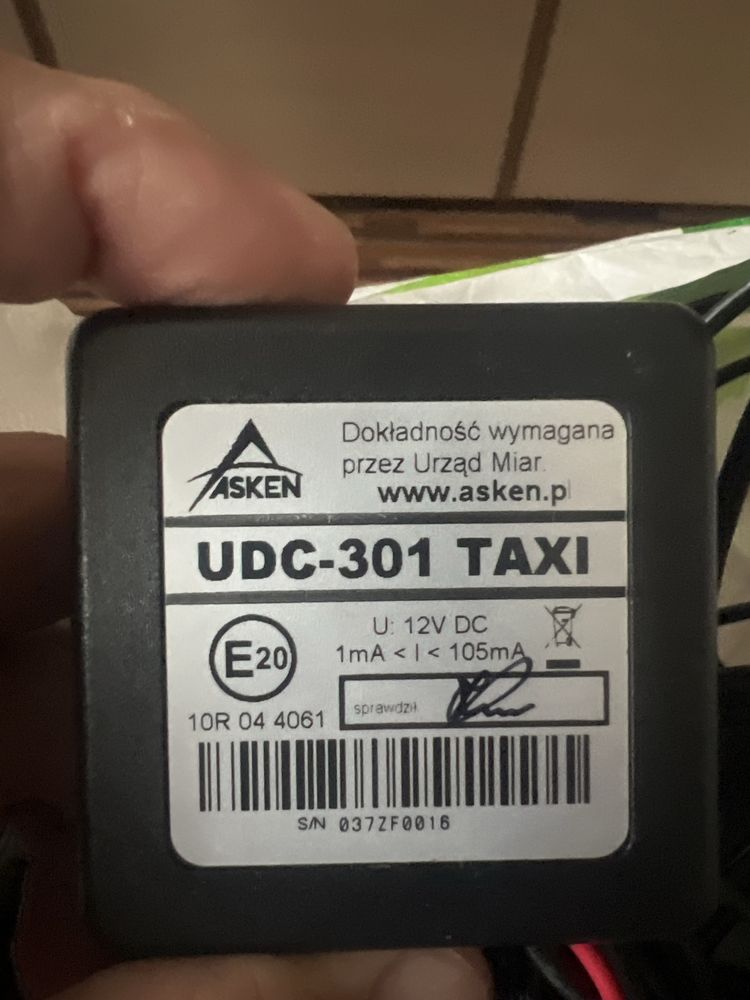 ASKEN
Dokładność wymagana
przez Urząd Miar.
www.asken.pl
UDC-301 TAXI
E20
U: 12V DC
1mA < I < 105mA
10R 04 4061
sprawdził:
S/N 037ZF0016